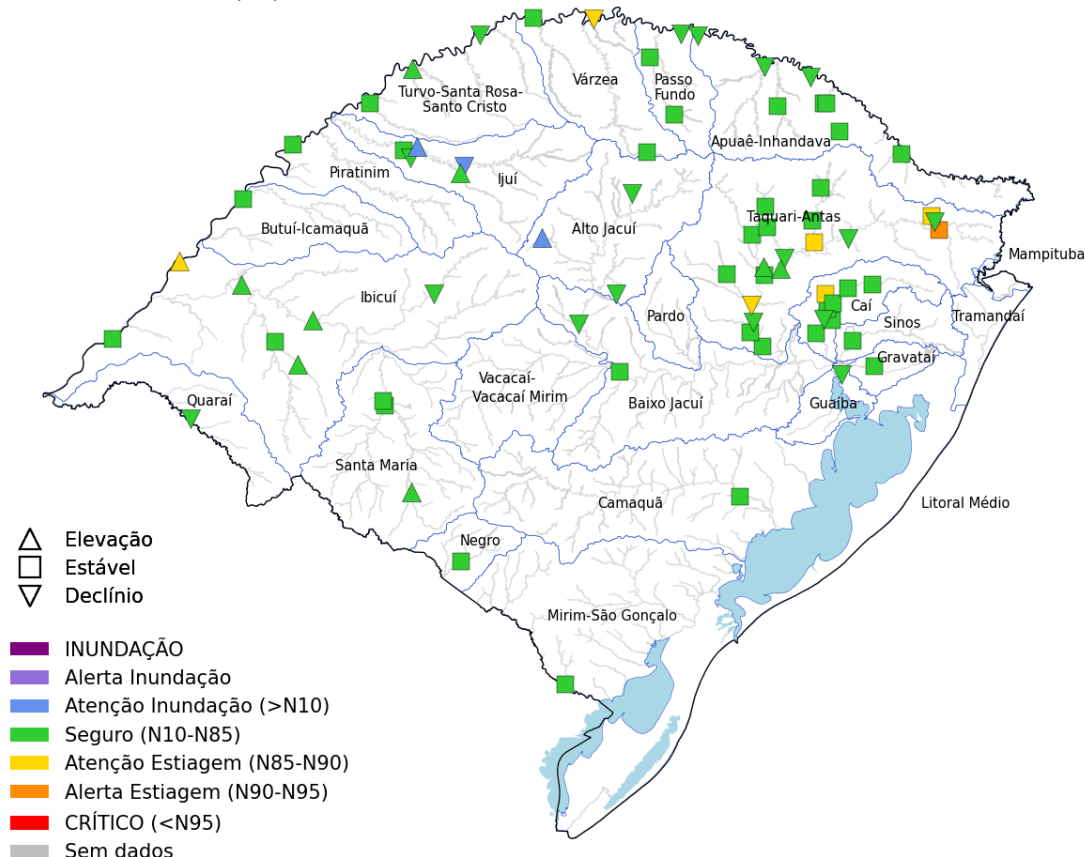 Várzea
Passo
Fundo
Turvo-Santa Rosa-
Santo Cristo
Apuaê-Inhandava
Piratinim
Ijuí
Butuí-Icamaquã
Alto Jacuí
Taquari-Antas
Mampituba
Ibicuí
Pardo
Caí
Tramandaí
Sinos
Gravataí
Quaraí
Vacacaí-
Vacacaí Mirim
Baixo Jacuí
Guaíba
Santa Maria
Camaquã
Litoral Médio
Negro
Mirim-São Gonçalo
Elevação
Estável
Declínio
INUNDAÇÃO
Alerta Inundação
Atenção Inundação (>N10)
Seguro (N10-N85)
Atenção Estiagem (N85-N90)
Alerta Estiagem (N90-N95)
CRÍTICO (<N95)
Sem dados